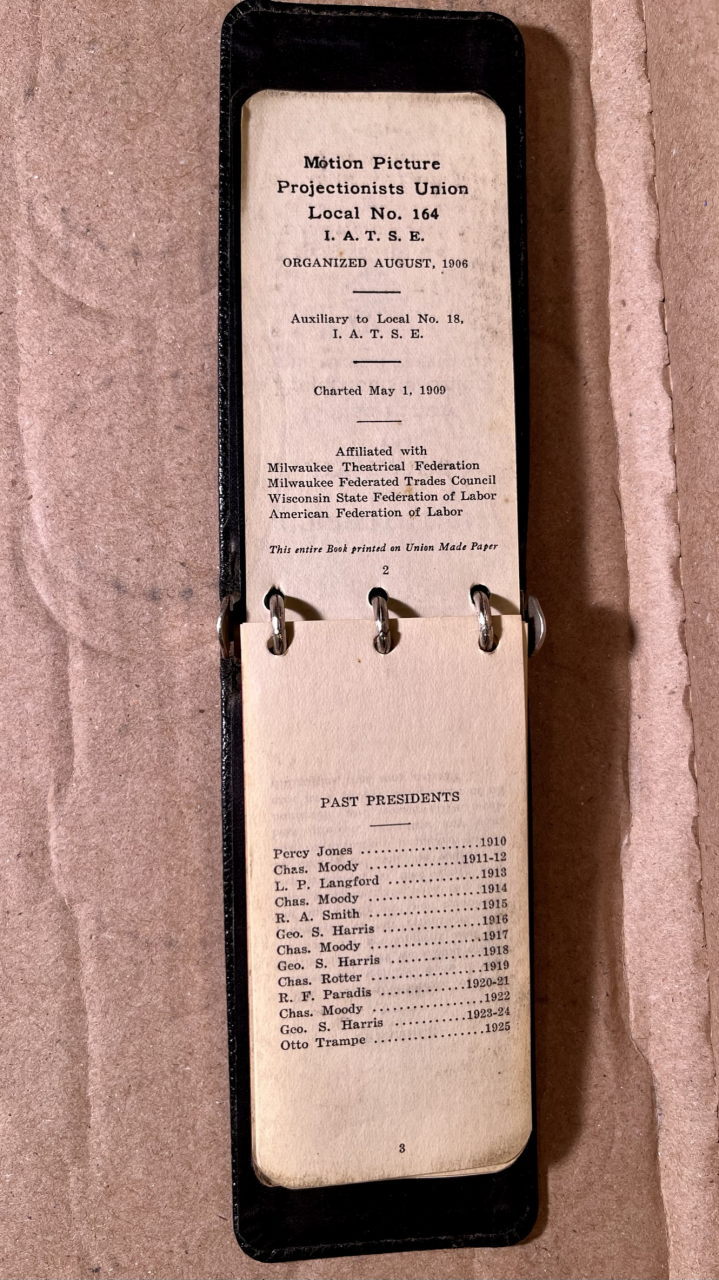 Motion Picture
Projectionists Union
Local No. 164
I. A. T. S. E.
ORGANIZED AUGUST, 1906
Auxiliary to Local No. 18,
I. A. T. S. E.
Charted May 1, 1909
Affiliated with
Milwaukee Theatrical Federation
Milwaukee Federated Trades Council
Wisconsin State Federation of Labor
American Federation of Labor
This entire Book printed on Union Made Paper
2
PAST PRESIDENTS
Percy Jones ..................1910
Chas. Moody ..............1911-12
L. P. Langford ..............1913
Chas. Moody ..................1914
R. A. Smith ..................1915
Geo. S. Harris ................1916
Chas. Moody ..................1917
Geo. S. Harris ................1918
Chas. Rotter ..................1919
R. F. Paradis ..............1920-21
Chas. Moody ..................1922
Geo. S. Harris ...........1923-24
Otto Trampe .................1925
3